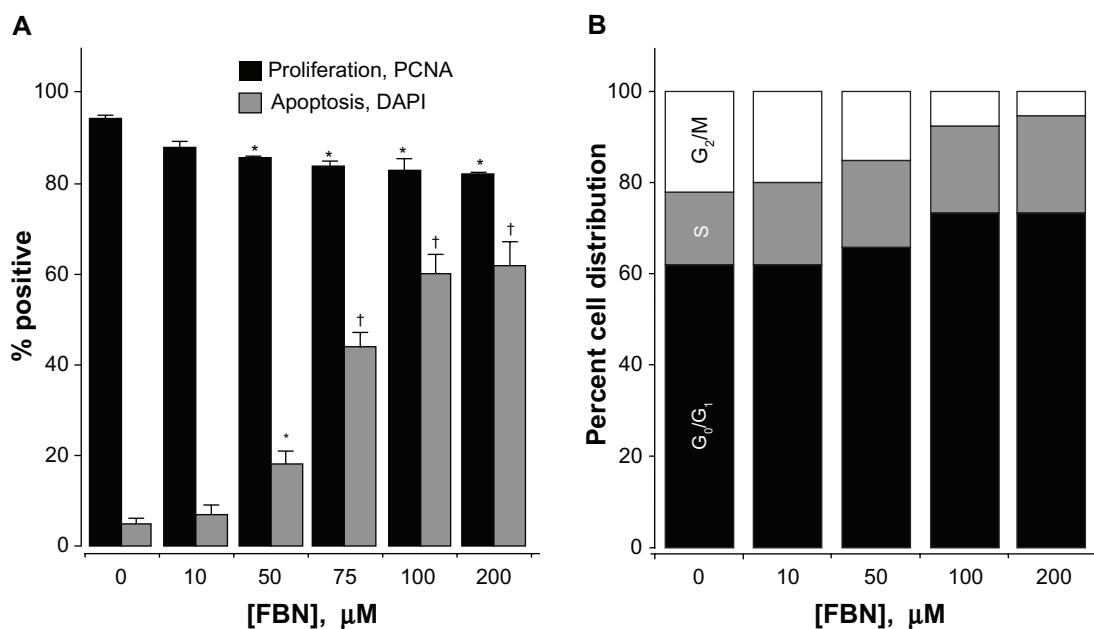 A
Proliferation, PCNA
Apoptosis, DAPI
% positive
100
80
60
40
20
0
*
*
*
*
*
†
†
†
0 10 50 75 100 200
[FBN], µM
B
Percent cell distribution
100
80
60
40
20
0
G₂/M
S
G₀/G₁
0 10 50 100 200
[FBN], µM